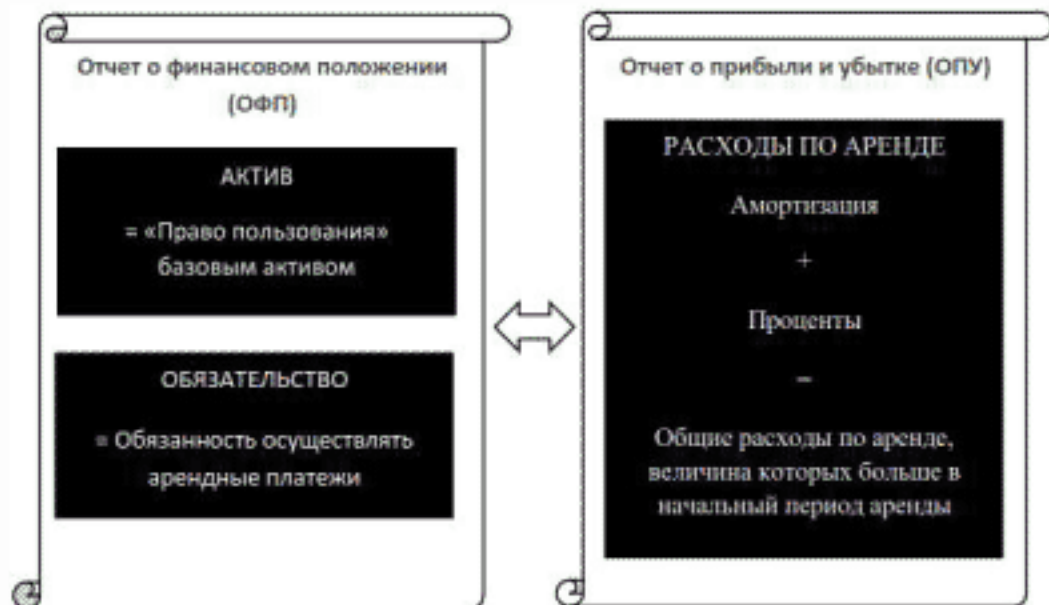 Отчет о финансовом положении
(ОФП)
АКТИВ
= «Право пользования»
базовым активом
ОБЯЗАТЕЛЬСТВО
= Обязанность осуществлять
арендные платежи
Отчет о прибыли и убытке (ОПУ)
РАСХОДЫ ПО АРЕНДЕ
Амортизация
+
Проценты
=
Общие расходы по аренде,
величина которых больше в
начальный период аренды